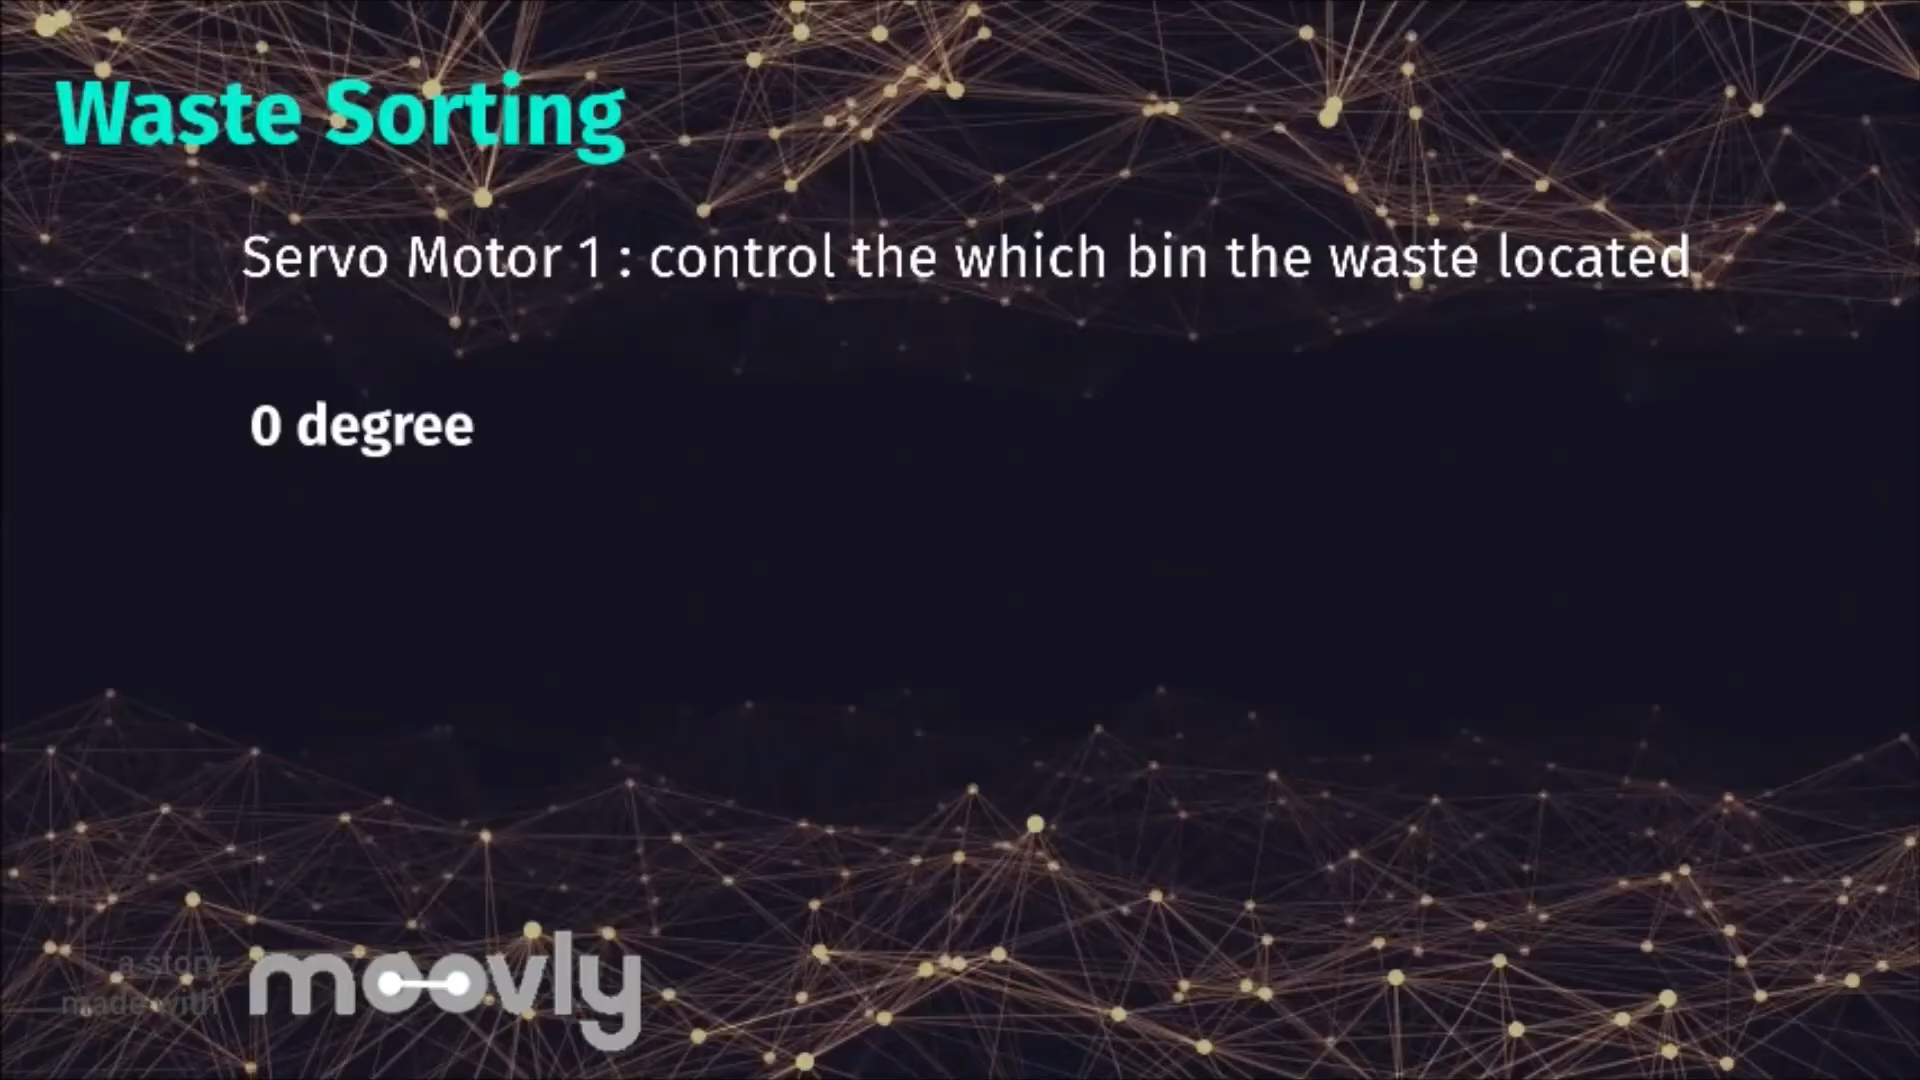 Waste Sorting
Servo Motor 1 : control the which bin the waste located
0 degree
a story
made with
moovly